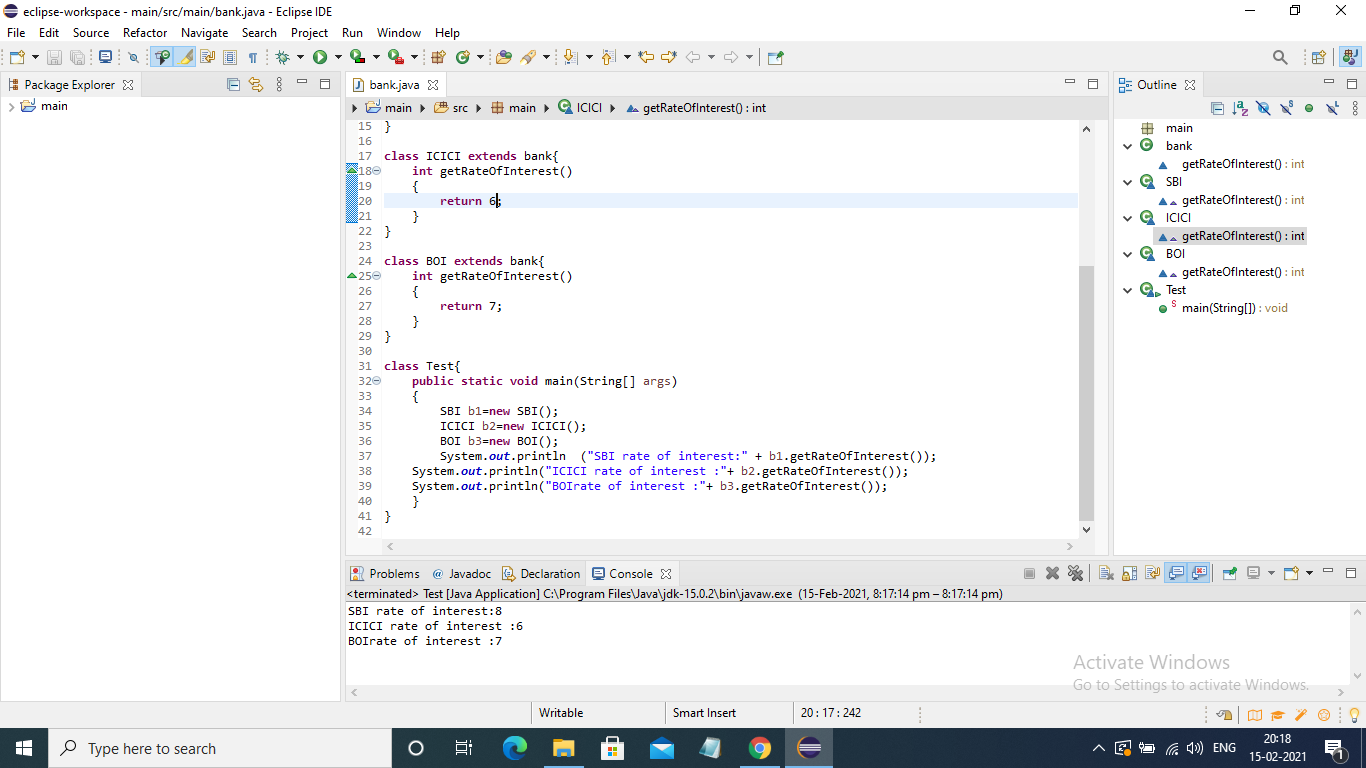 eclipse-workspace - main/src/main/bank.java - Eclipse IDE
File Edit Source Refactor Navigate Search Project Run Window Help
Package Explorer
main
bank.java
main src main ICICI getRateOfInterest() : int
15 }
16
17 class ICICI extends bank{
18 int getRateOfInterest()
19 {
20 return 6;
21 }
22 }
23
24 class BOI extends bank{
25 int getRateOfInterest()
26 {
27 return 7;
28 }
29 }
30
31 class Test{
32 public static void main(String[] args)
33 {
34 SBI b1=new SBI();
35 ICICI b2=new ICICI();
36 BOI b3=new BOI();
37 System.out.println ("SBI rate of interest:" + b1.getRateOfInterest());
38 System.out.println("ICICI rate of interest :"+ b2.getRateOfInterest());
39 System.out.println("BOIrate of interest :"+ b3.getRateOfInterest());
40 }
41 }
42
Outline
main
bank
getRateOfInterest() : int
SBI
getRateOfInterest() : int
ICICI
getRateOfInterest() : int
BOI
getRateOfInterest() : int
Test
main(String[]) : void
Problems @ Javadoc Declaration Console
<terminated> Test [Java Application] C:\Program Files\Java\jdk-15.0.2\bin\javaw.exe (15-Feb-2021, 8:17:14 pm – 8:17:14 pm)
SBI rate of interest:8
ICICI rate of interest :6
BOIrate of interest :7
Activate Windows
Go to Settings to activate Windows.
Writable Smart Insert 20 : 17 : 242
Type here to search
ENG
20:18
15-02-2021
1